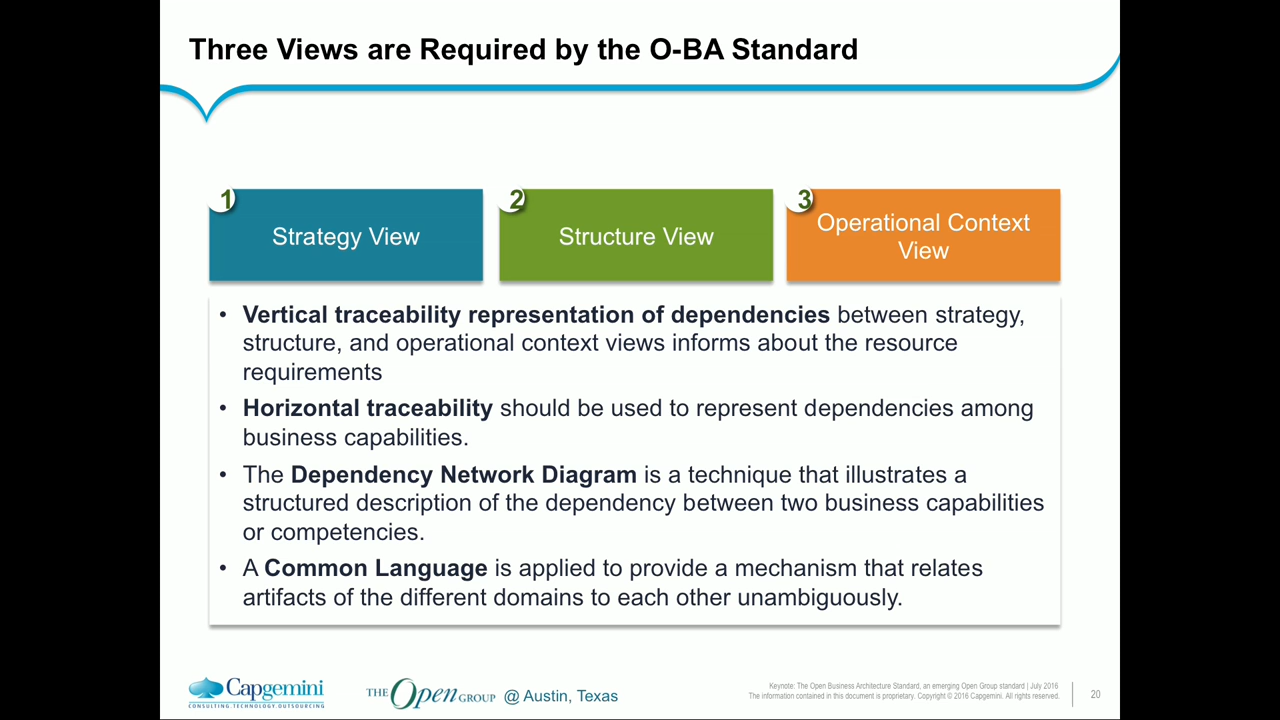 Three Views are Required by the O-BA Standard
1
Strategy View
2
Structure View
3
Operational Context
View
• Vertical traceability representation of dependencies between strategy,
structure, and operational context views informs about the resource
requirements
• Horizontal traceability should be used to represent dependencies among
business capabilities.
• The Dependency Network Diagram is a technique that illustrates a
structured description of the dependency between two business capabilities
or competencies.
• A Common Language is applied to provide a mechanism that relates
artifacts of the different domains to each other unambiguously.
Capgemini
CONSULTING.TECHNOLOGY.OUTSOURCING
THE Open GROUP @ Austin, Texas
Keynote: The Open Business Architecture Standard, an emerging Open Group standard | July 2016
The information contained in this document is proprietary. Copyright © 2016 Capgemini. All rights reserved.
20